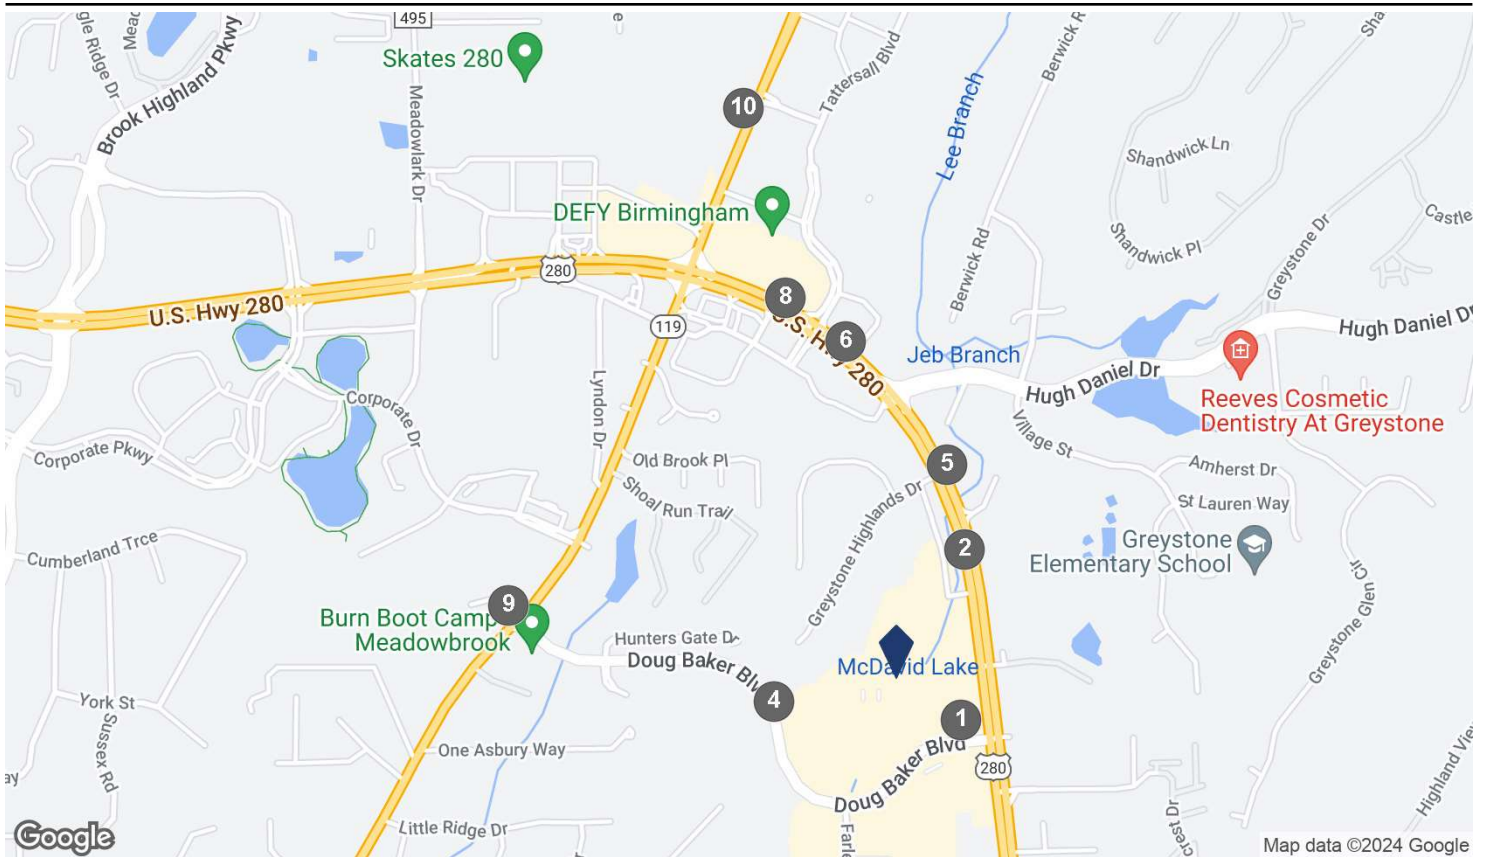 495
Skates 280
Brook Highland Pkwy
Meadowlark Dr
10
Tattersall Blvd
Lee Branch
Shandwick Ln
DEFY Birmingham
Shandwick Pl
Greystone Dr
Berwick Rd
280
U.S. Hwy 280
8
U.S. Hwy 280
119
6
Jeb Branch
Hugh Daniel Dr
Hugh Daniel Dr
Reeves Cosmetic
Dentistry At Greystone
Lyndon Dr
Corporate Dr
Corporate Pkwy
Village St
Old Brook Pl
5
Amherst Dr
Shoal Run Trail
Greystone Highlands Dr
St Lauren Way
2
Greystone
Elementary School
Cumberland Trce
Greystone Glen Cir
9
Burn Boot Camp
Meadowbrook
Hunters Gate Dr
Doug Baker Blvd
McDavid Lake
4
1
York St
Sussex Rd
One Asbury Way
Doug Baker Blvd
280
Little Ridge Dr
Google
Map data ©2024 Google